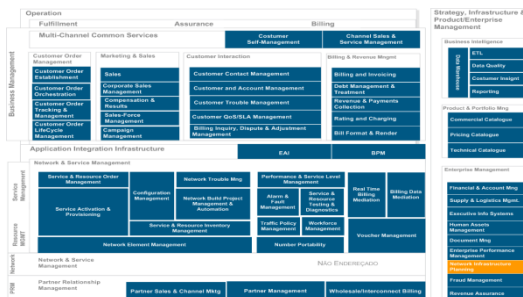 Operation
Fulfillment
Assurance
Billing
Multi-Channel Common Services
Costumer
Self-Management
Channel Sales &
Service Management
Business Management
Customer Order
Management
Customer Order
Establishment
Customer Order
Orchestration
Customer Order
Tracking &
Management
Customer Order
LifeCycle
Management
Marketing & Sales
Sales
Corporate Sales
Management
Compensation &
Results
Sales-Force
Management
Campaign
Management
Customer Interaction
Customer Contact Management
Customer and Account Management
Customer Trouble Management
Customer QoS/SLA Management
Billing Inquiry, Dispute & Adjustment
Management
Billing & Revenue Mngmt
Billing and Invoicing
Debt Management &
Treatment
Revenue & Payments
Collection
Rating and Charging
Bill Format & Render
Application Integration Infrastructure
EAI
BPM
Network & Service Management
Service
Management
Resource
MGMT
Service & Resource Order
Management
Service Activation &
Provisioning
Configuration
Management
Network Trouble Mng
Network Build Project
Management &
Automation
Service & Resource Inventory
Management
Network Element Management
Performance & Service Level
Management
Alarm &
Fault
Management
Service &
Resource
Testing &
Diagnostics
Traffic Policy
Management
Workforce
Management
Number Portability
Real Time
Billing
Mediation
Billing Data
Mediation
Voucher Management
Network
Network & Service
Management
NÃO ENDEREÇADO
PRM
Partner Relationship
Management
Partner Sales & Channel Mktg
Partner Management
Wholesale/Interconnect Billing
Strategy, Infrastructure &
Product/Enterprise
Management
Business Intelligence
Data Warehouse
ETL
Data Quality
Costumer Insight
Reporting
Product & Portfolio Mng
Commercial Catalogue
Pricing Catalogue
Technical Catalogue
Enterprise Management
Financial & Account Mng
Supply & Logistics Mgmt.
Executive Info Systems
Human Assets
Management
Document Mng
Enterprise Performance
Management
Network Infrastructure
Planning
Fraud Management
Revenue Assurance